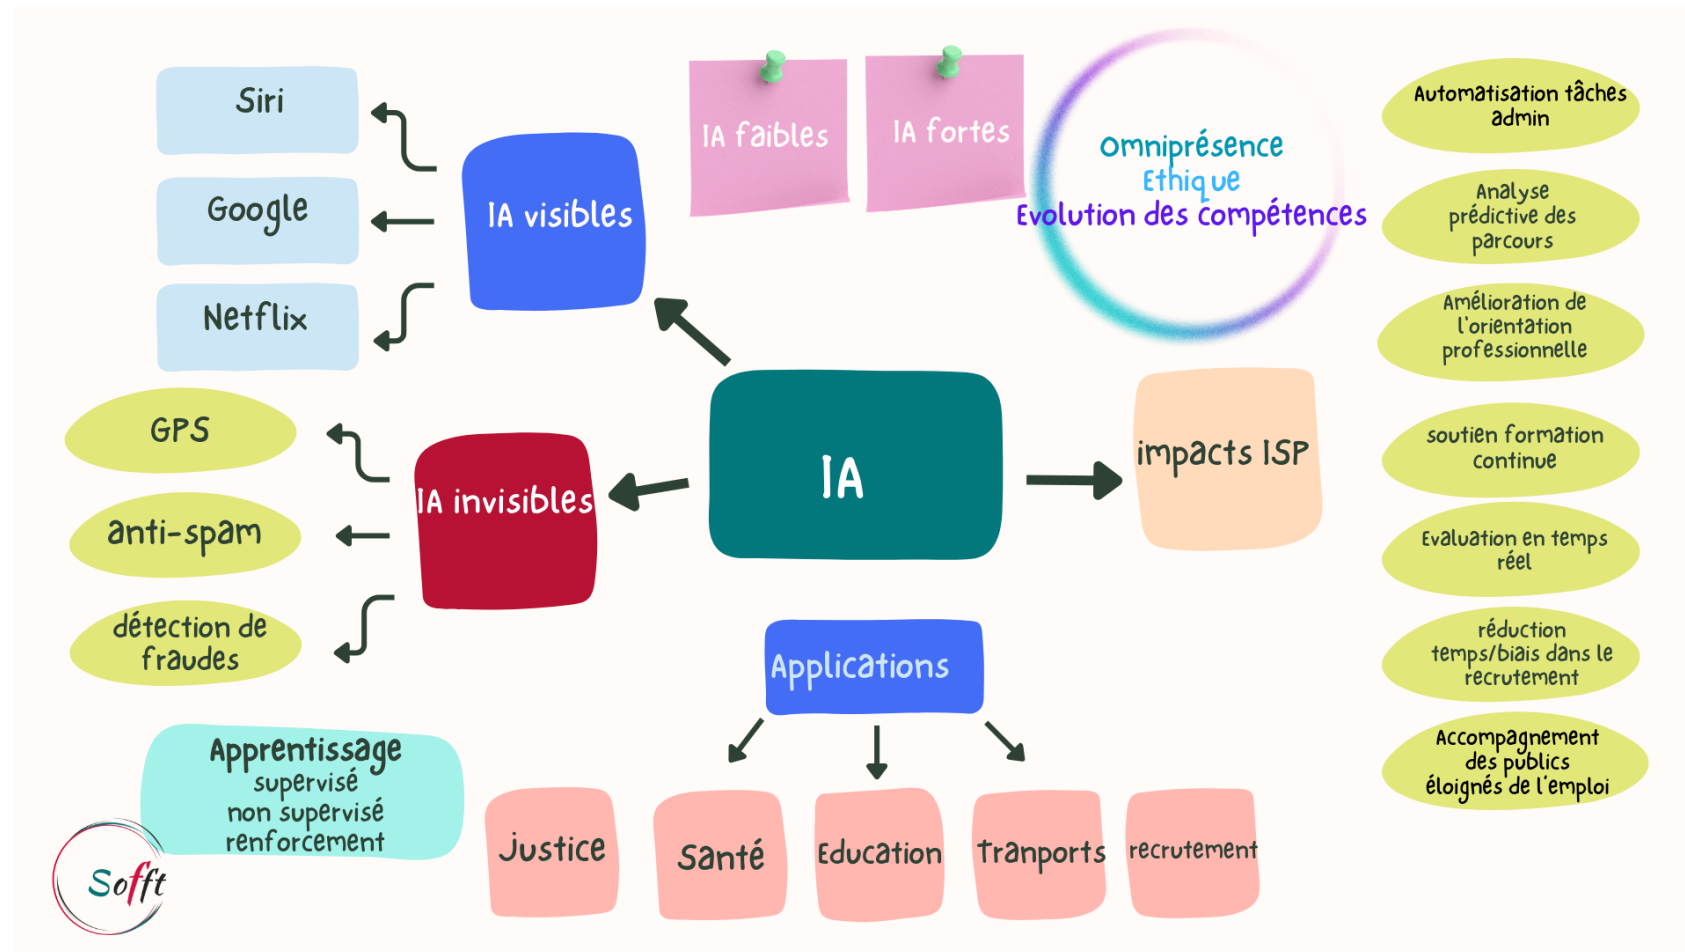 Siri
Google
Netflix
IA visibles
IA faibles
IA fortes
Omniprésence
Ethique
Evolution des compétences
GPS
anti-spam
détection de
fraudes
IA invisibles
IA
impacts ISP
Automatisation tâches
admin
Analyse
prédictive des
parcours
Amélioration de
l'orientation
professionnelle
soutien formation
continue
Evaluation en temps
réel
réduction
temps/biais dans le
recrutement
Accompagnement
des publics
éloignés de l'emploi
Applications
Justice
Santé
Education
Tranports
recrutement
Apprentissage
supervisé
non supervisé
renforcement
Sofft